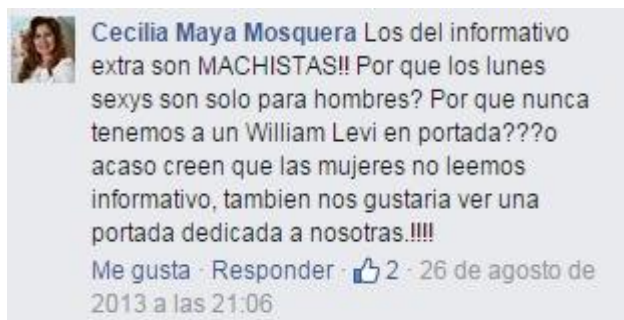 Cecilia Maya Mosquera Los del informativo
extra son MACHISTAS!! Por que los lunes
sexys son solo para hombres? Por que nunca
tenemos a un William Levi en portada???o
acaso creen que las mujeres no leemos
informativo, tambien nos gustaria ver una
portada dedicada a nosotras.!!!!
Me gusta · Responder · 2 · 26 de agosto de
2013 a las 21:06